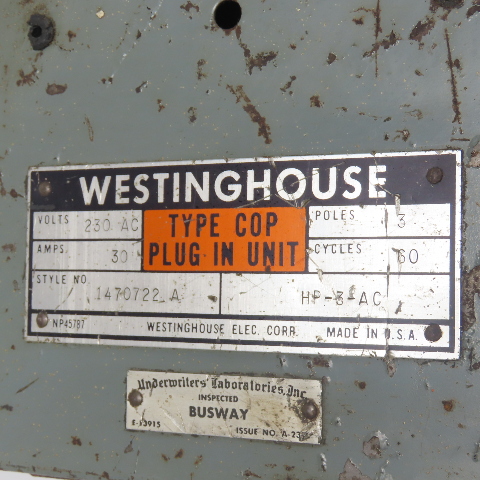 WESTINGHOUSE
VOLTS 230 AC TYPE COP POLES 3
AMPS. 30 PLUG IN UNIT CYCLES 60
STYLE NO
1470722 A HP-3-AC
NP45787 WESTINGHOUSE ELEC. CORP. MADE IN U.S.A.
Underwriters' Laboratories, Inc.
INSPECTED
BUSWAY
E-13915 ISSUE NO. A-23